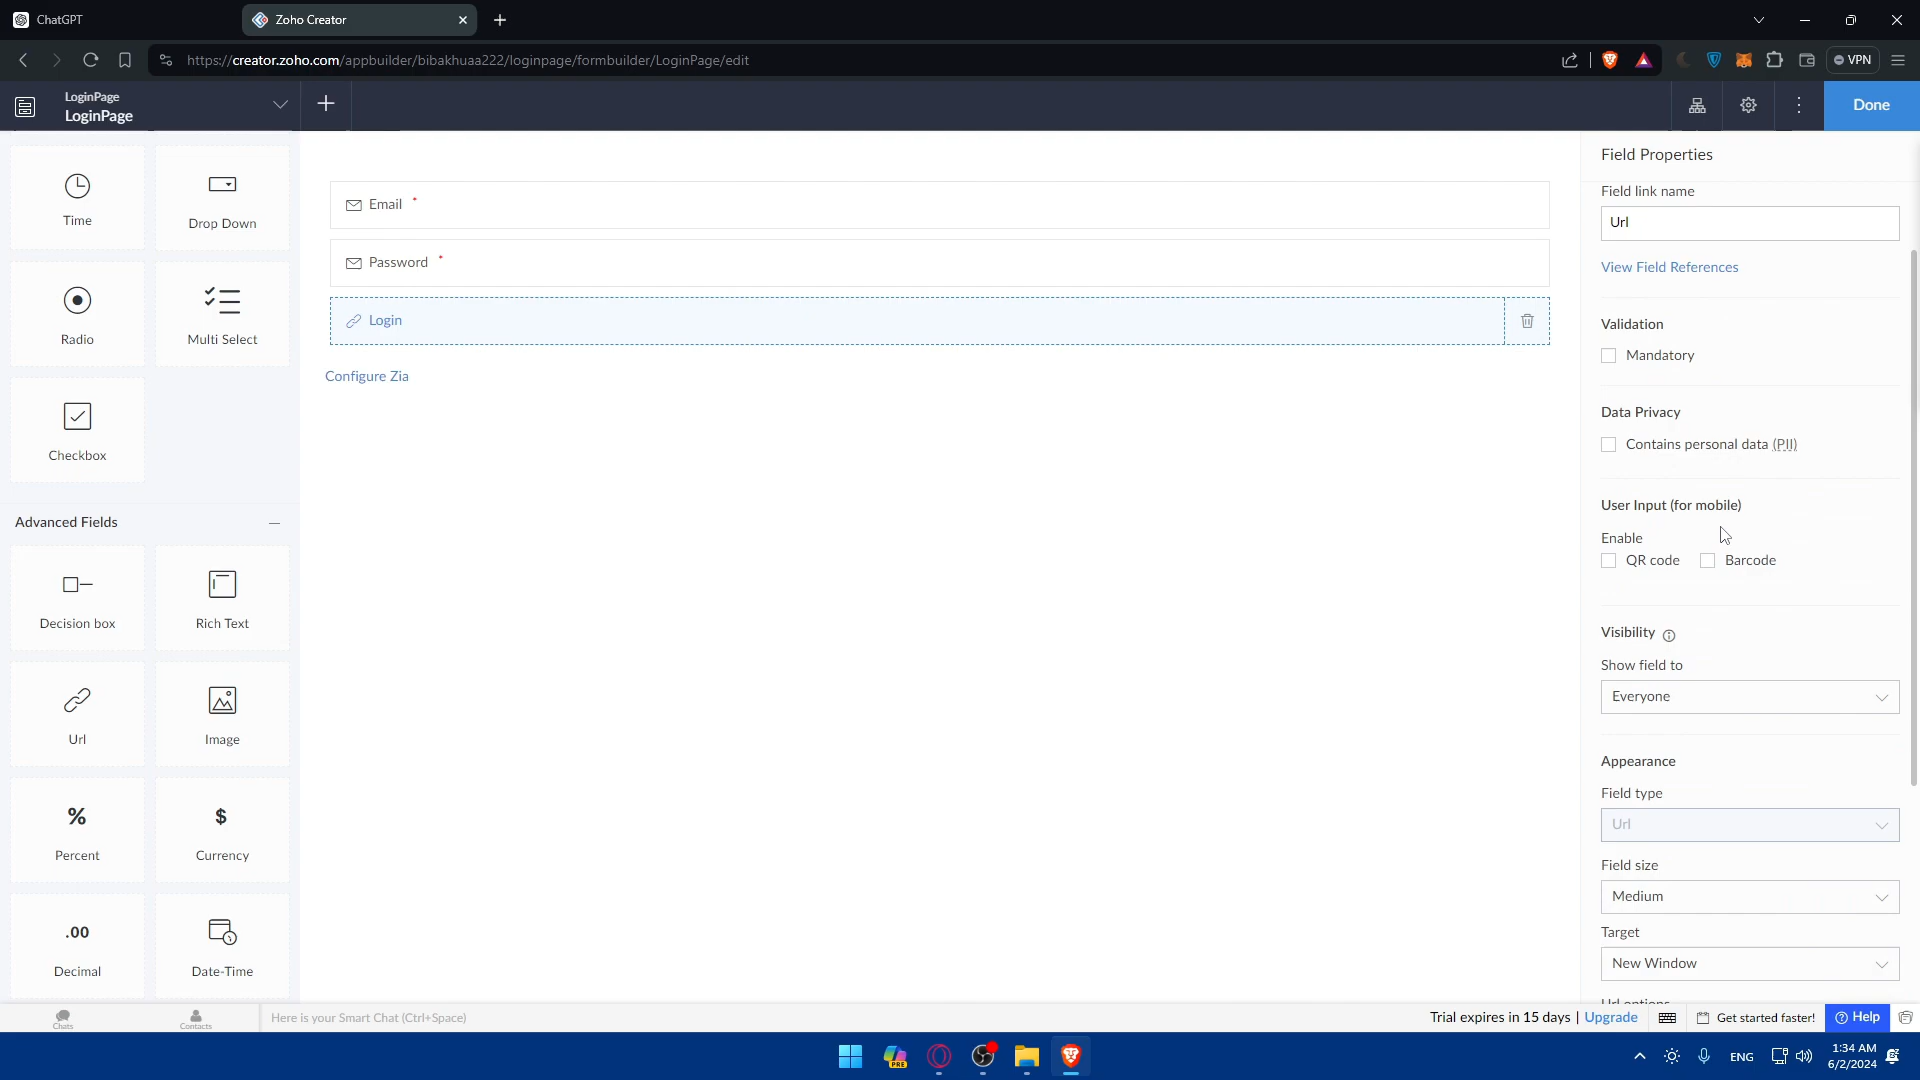 ChatGPT
Zoho Creator
https://creator.zoho.com/appbuilder/bibakhuaa222/loginpage/formbuilder/LoginPage/edit
VPN
LoginPage
LoginPage
Done
Time
Drop Down
Radio
Multi Select
Checkbox
Advanced Fields
Decision box
Rich Text
Url
Image
%
$
Percent
Currency
.00
Decimal
Date-Time
Email *
Password *
Login
Configure Zia
Field Properties
Field link name
Url
View Field References
Validation
Mandatory
Data Privacy
Contains personal data (PII)
User Input (for mobile)
Enable
QR code
Barcode
Visibility
Show field to
Everyone
Appearance
Field type
Url
Field size
Medium
Target
New Window
Url options
Chats
Contacts
Here is your Smart Chat (Ctrl+Space)
Trial expires in 15 days | Upgrade
Get started faster!
Help
PRE
ENG
1:34 AM
6/2/2024